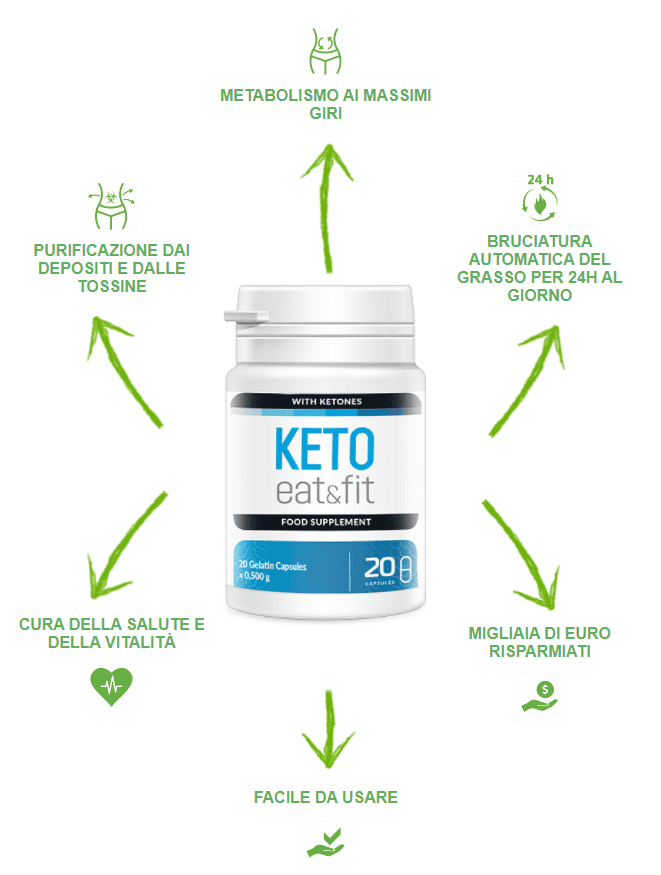 METABOLISMO AI MASSIMI
GIRI
24 h
PURIFICAZIONE DAI
DEPOSITI E DALLE
TOSSINE
BRUCIATURA
AUTOMATICA DEL
GRASSO PER 24H AL
GIORNO
WITH KETONES
KETO
eat&fit
FOOD SUPPLEMENT
20 Gelatin Capsules
x 0,500 g
20
CAPSULES
CURA DELLA SALUTE E
DELLA VITALITÀ
MIGLIAIA DI EURO
RISPARMIATI
$
FACILE DA USARE